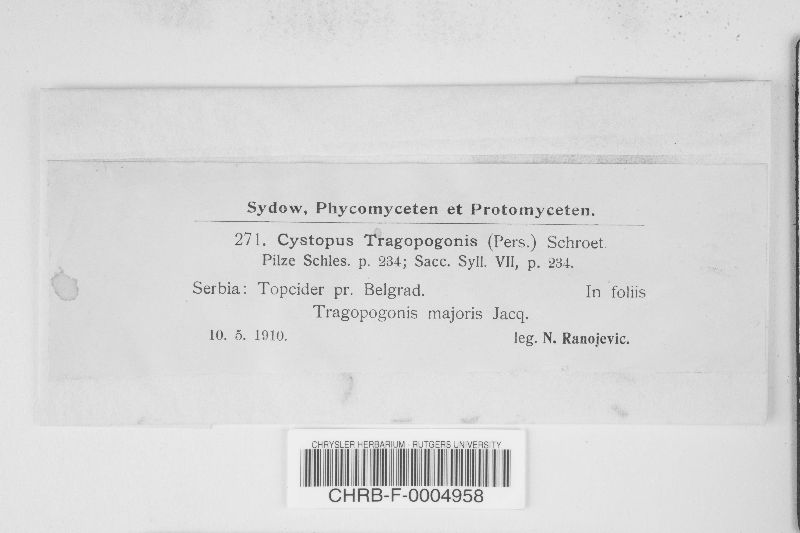 Sydow, Phycomyceten et Protomyceten.
271. Cystopus Tragopogonis (Pers.) Schroet.
Pilze Schles. p. 234; Sacc. Syll. VII, p. 234.
Serbia: Topcider pr. Belgrad. In foliis
Tragopogonis majoris Jacq.
10. 5. 1910. leg. N. Ranojevic.
CHRYSLER HERBARIUM - RUTGERS UNIVERSITY
CHRB-F-0004958